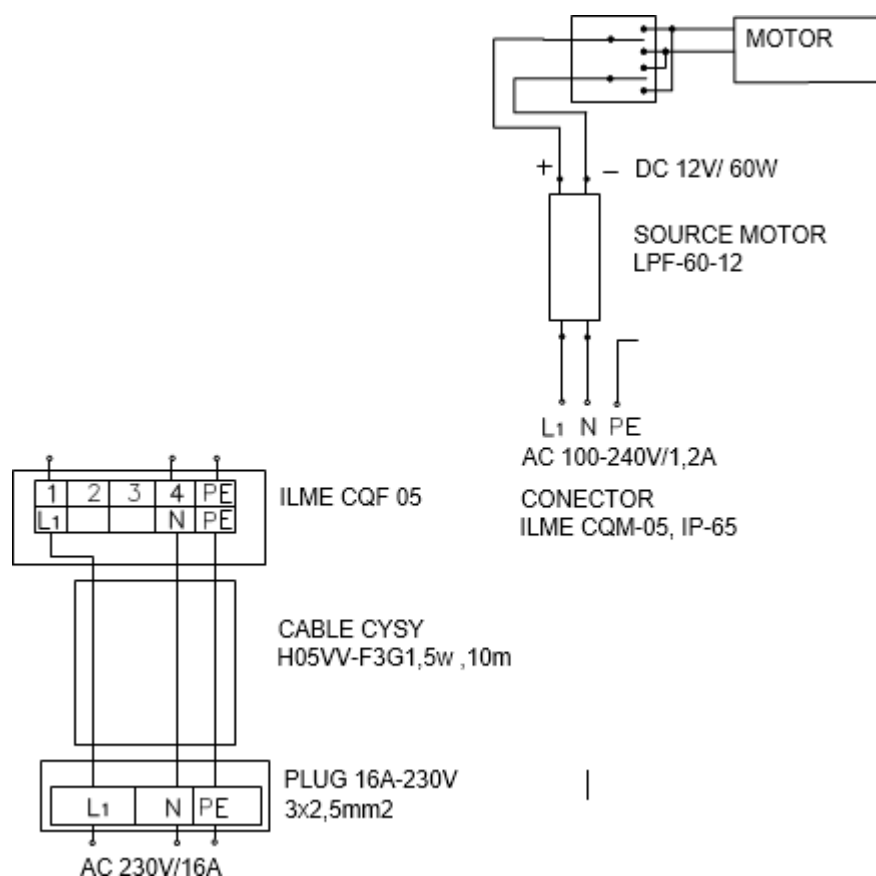 MOTOR
+ – DC 12V/ 60W
SOURCE MOTOR
LPF-60-12
L1 N PE
AC 100-240V/1,2A
CONECTOR
ILME CQM-05, IP-65
1 2 3 4 PE
L1 N PE
ILME CQF 05
CABLE CYSY
H05VV-F3G1,5w ,10m
PLUG 16A-230V
3x2,5mm2
L1 N PE
AC 230V/16A